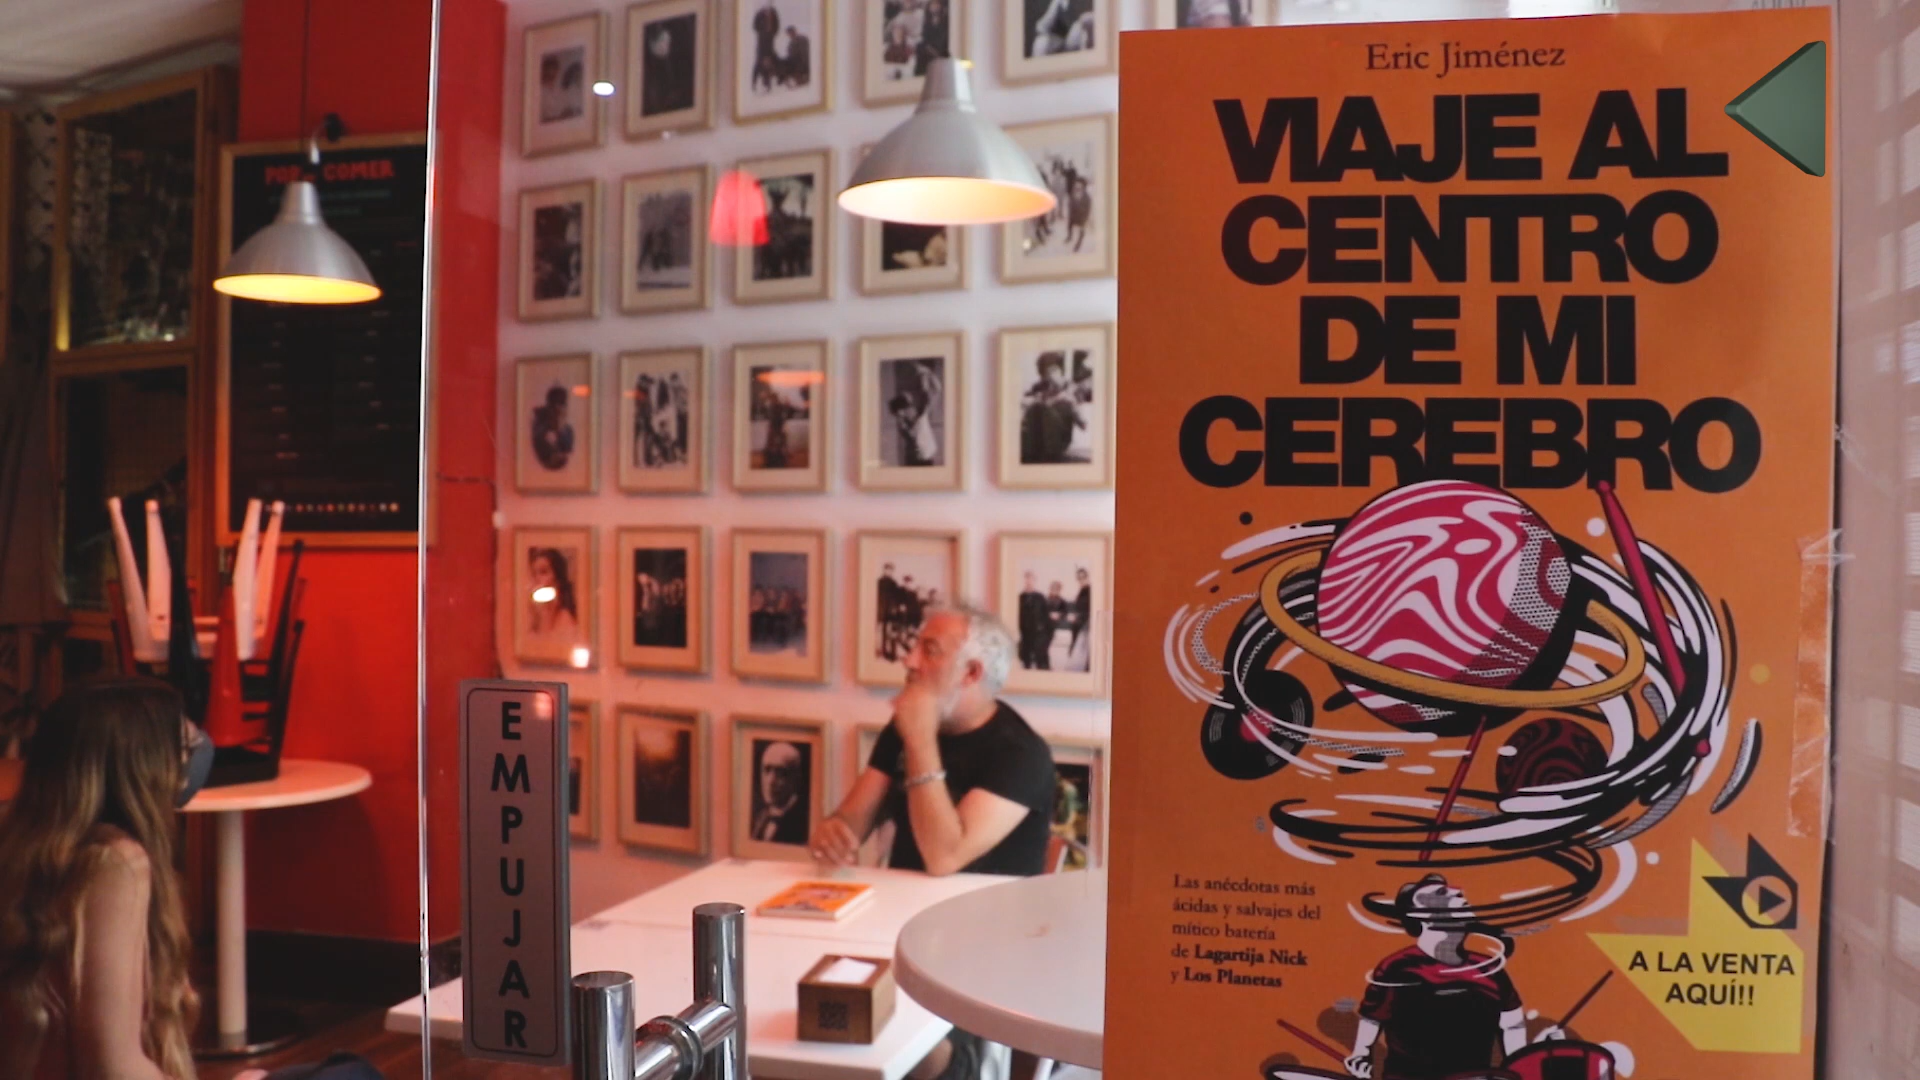 POP & COMER
EMPUJAR
Eric Jiménez
VIAJE AL
CENTRO
DE MI
CEREBRO
Las anécdotas más
ácidas y salvajes del
mítico batería
de Lagartija Nick
y Los Planetas
A LA VENTA
AQUÍ!!